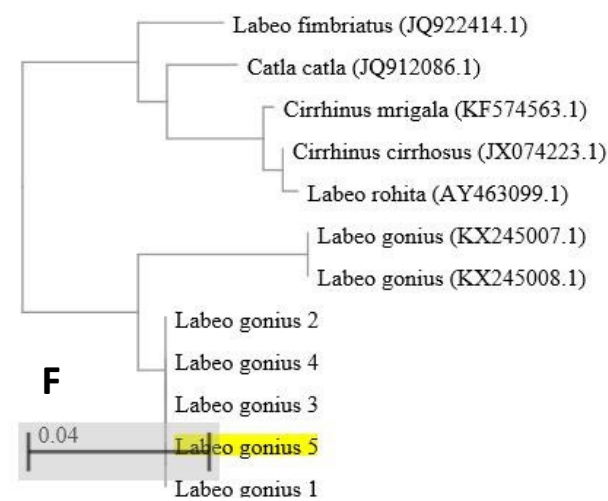 Labeo fimbriatus (JQ922414.1)
Catla catla (JQ912086.1)
Cirrhinus mrigala (KF574563.1)
Cirrhinus cirrhosus (JX074223.1)
Labeo rohita (AY463099.1)
Labeo gonius (KX245007.1)
Labeo gonius (KX245008.1)
Labeo gonius 2
Labeo gonius 4
F
Labeo gonius 3
0.04
Labeo gonius 5
Labeo gonius 1